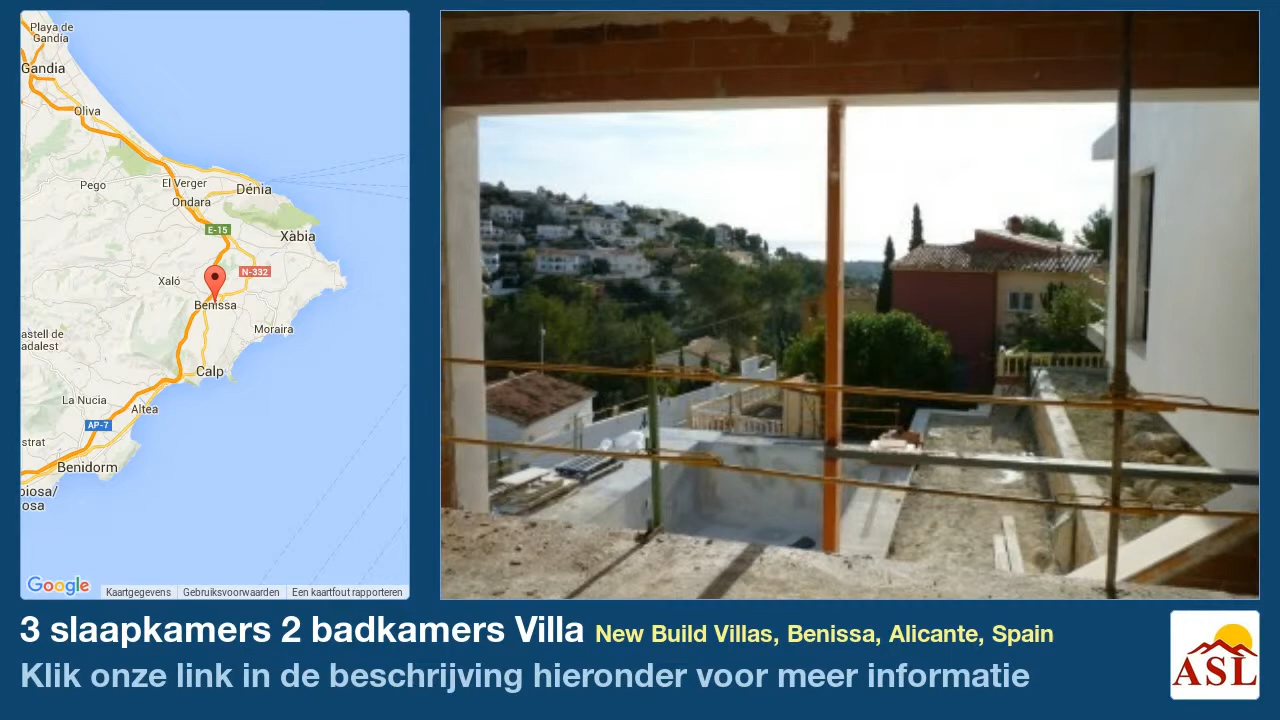 Playa de
Gandía
Gandia
Oliva
Pego
El Verger
Dénia
Ondara
E-15
Xàbia
N-332
Xaló
Benissa
astell de
adalest
Moraira
Calp
La Nucia
Altea
AP-7
strat
Benidorm
oiosa/
osa
Google
Kaartgegevens
Gebruiksvoorwaarden
Een kaartfout rapporteren
3 slaapkamers 2 badkamers Villa New Build Villas, Benissa, Alicante, Spain
Klik onze link in de beschrijving hieronder voor meer informatie
ASL